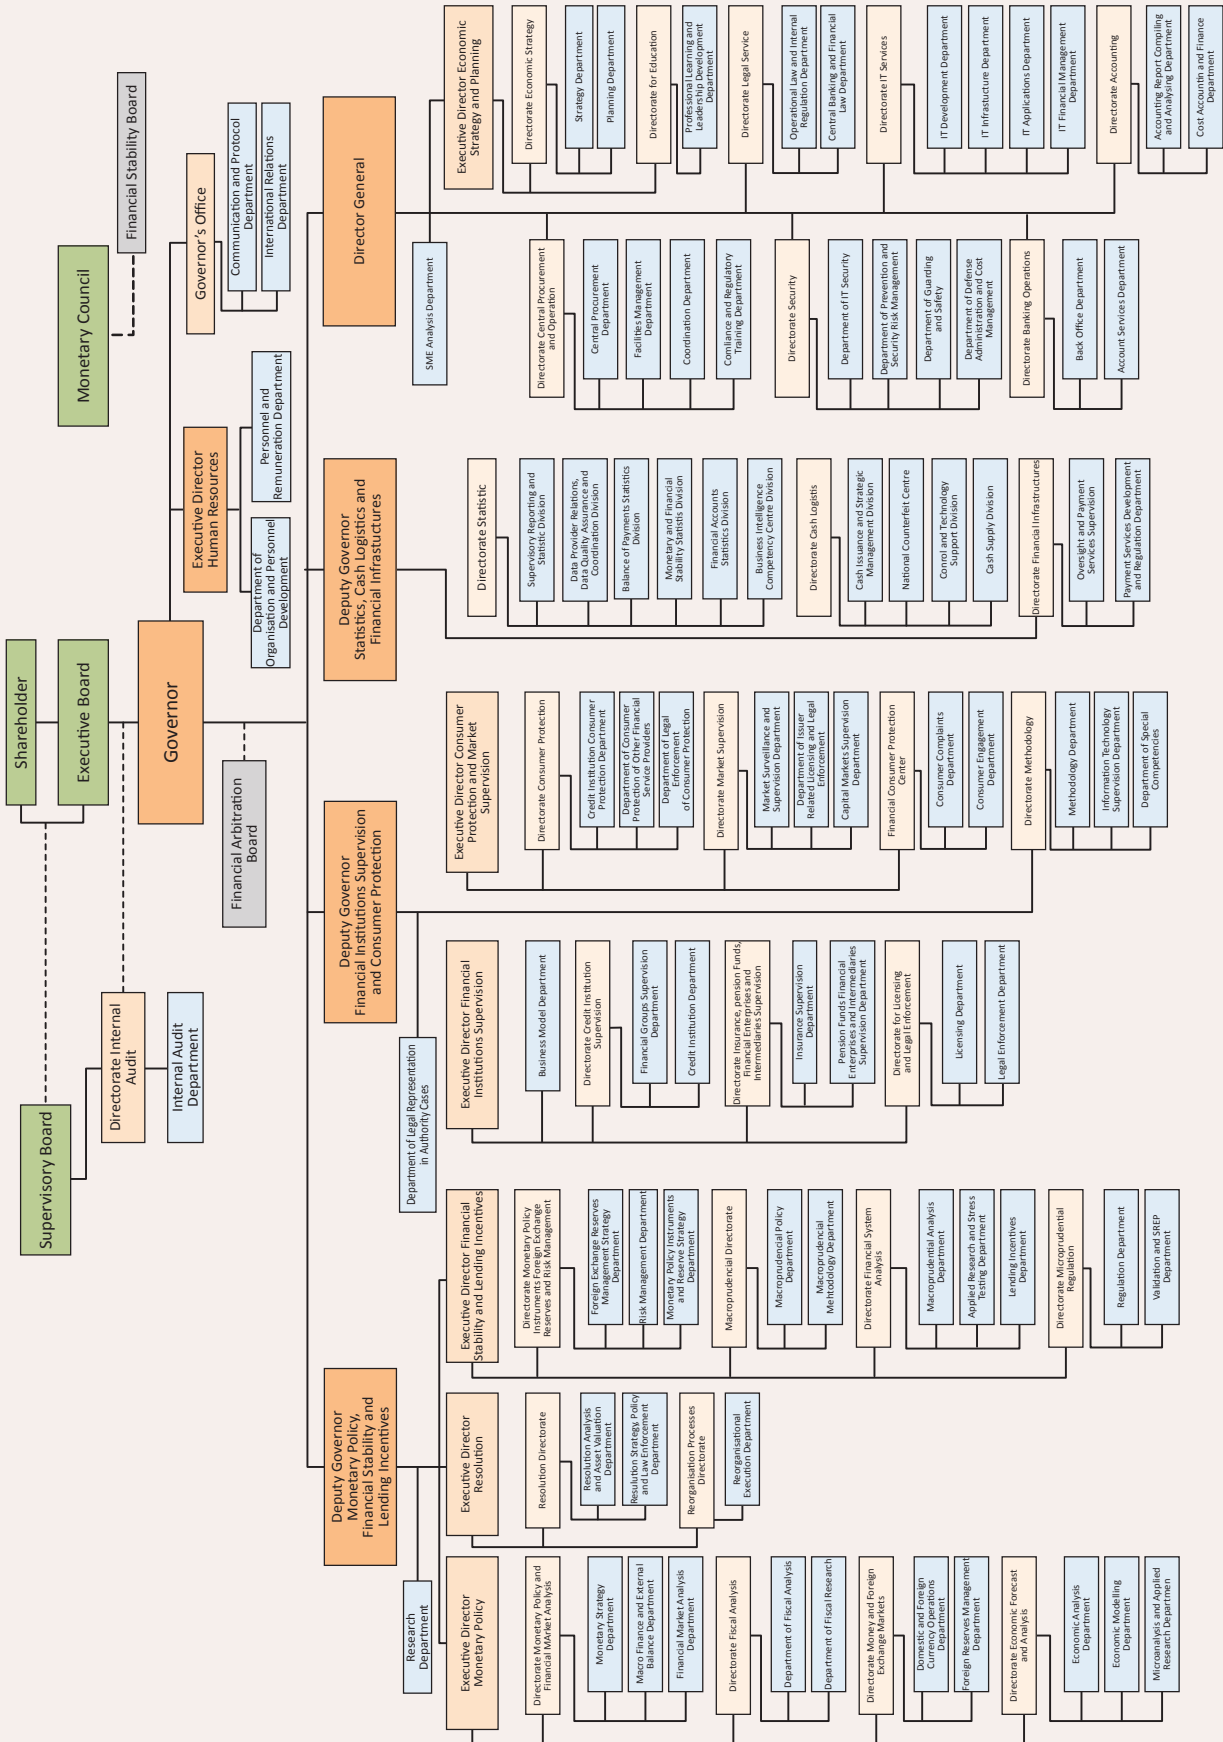 Shareholder
Executive Board
Governor
Supervisory Board
Directorate Internal
Audit
Internal Audit
Department
Financial Arbitration
Board
Monetary Council
Financial Stability Board
Governor's Office
Communication and Protocol
Department
International Relations
Department
Executive Director
Human Resources
Department of
Organisation and Personnel
Development
Personnel and
Remuneration Department
Deputy Governor
Monetary Policy,
Financial Stability and
Lending Incentives
Research
Department
Executive Director
Monetary Policy
Directorate Monetary Policy and
Financial MArket Analysis
Monetary Strategy
Department
Macro Finance and External
Balance Department
Financial Market Analysis
Department
Directorate Fiscal Analysis
Department of Fiscal Analysis
Department of Fiscal Research
Directorate Money and Foreign
Exchange Markets
Domestic and Foreign
Currency Operations
Department
Foreign Reserves Management
Department
Directorate Economic Forecast
and Analysis
Economic Analysis
Department
Economic Modelling
Department
Microanalysis and Applied
Research Departmen
Executive Director
Resolution
Resolution Directorate
Resolution Analysis
and Asset Valuation
Department
Resulution Strategy, Policy
and Law Enforcement
Department
Reorganisation Processes
Directorate
Reorganisational
Execution Department
Executive Director Financial
Stability and Lending Incentives
Directorate Monetary Policy
Instruments Foreign Exchange
Reserves and Risk Management
Foreign Exchange Reserves
Management Strategy
Department
Risk Management Department
Monetary Policy Instruments
and Reserve Strategy
Department
Macroprudencial Directorate
Macroprudencial Policy
Department
Macroprudencial
Mehtodology Department
Directorate Financial System
Analysis
Macroprudential Analysis
Department
Applied Research and Stress
Testing Department
Lending Incentives
Department
Directorate Microprudential
Regulation
Regulation Department
Validation and SREP
Department
Deputy Governor
Financial Institutions Supervision
and Consumer Protection
Department of Legal Representation
in Authority Cases
Executive Director Financial
Institutions Supervision
Business Model Department
Directorate Credit Institution
Supervision
Financial Groups Supervision
Department
Credit Institution Department
Directorate Insurance, pension Funds,
Financial Enterprises and
Intermediaries Supervision
Insurance Supervision
Department
Pension Funds Financial
Enterprises and Intermediaries
Supervision Department
Directorate for Licensing
and Legal Enforcement
Licensing Department
Legal Enforcement Department
Executive Director Consumer
Protection and Market
Supervision
Directorate Consumer Protection
Credit Institution Consumer
Protection Department
Department of Consumer
Protection of Other Financial
Service Providers
Department of Legal
Enforcement
of Consumer Protection
Directorate Market Supervision
Market Surveillance and
Supervision Department
Department of Issuer
Related Licensing and Legal
Enforcement
Capital Markets Supervision
Department
Financial Consumer Protection
Center
Consumer Complaints
Department
Consumer Engagement
Department
Directorate Methodology
Methodology Department
Information Technology
Supervision Department
Department of Special
Competencies
Deputy Governor
Statistics, Cash Logistics and
Financial Infrastuctures
Directorate Statistic
Supervisory Reporting and
Statistic Division
Data Provider Relations,
Data Quality Assurance and
Coordination Division
Balance of Payments Statistics
Division
Monetary and Financial
Stability Statistis Division
Financial Accounts
Statistics Division
Business Intelligence
Competency Centre Division
Directorate Cash Logistis
Cash Issuance and Strategic
Management Division
National Counterfeit Centre
Conrol and Technology
Support Division
Cash Supply Division
Directorate Financial Infrastructures
Oversight and Payment
Services Supervision
Payment Services Development
and Regulation Department
Director General
SME Analysis Department
Directorate Central Procurement
and Operation
Central Procurement
Department
Facilities Management
Department
Coordination Department
Comliance and Regulatory
Training Department
Directorate Security
Department of IT Security
Department of Prevention and
Security Risk Management
Department of Guarding
and Safety
Department of Defense
Administration and Cost
Management
Directorate Banking Operations
Back Office Department
Account Services Department
Executive Director Economic
Strategy and Planning
Directorate Economic Strategy
Strategy Department
Planning Department
Directorate for Education
Professional Learning and
Leadership Development
Department
Directorate Legal Service
Operational Law and Internal
Regulation Department
Central Banking and Financial
Law Department
Directorate IT Services
IT Development Department
IT Infrastucture Department
IT Applications Department
IT Financial Management
Department
Directorate Accounting
Accounting Report Compiling
and Analysing Department
Cost Accountin and Finance
Department